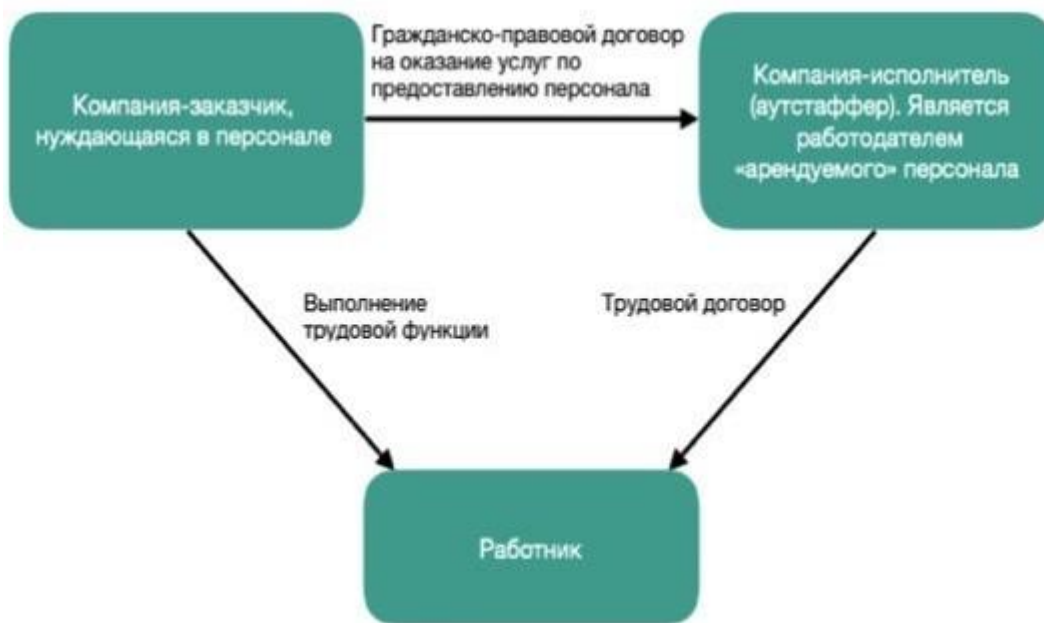 Гражданско-правовой договор
на оказание услуг по
предоставлению персонала
Компания-заказчик,
нуждающаяся в персонале
Компания-исполнитель
(аутстаффер). Является
работодателем
«арендуемого» персонала
Выполнение
трудовой функции
Трудовой договор
Работник